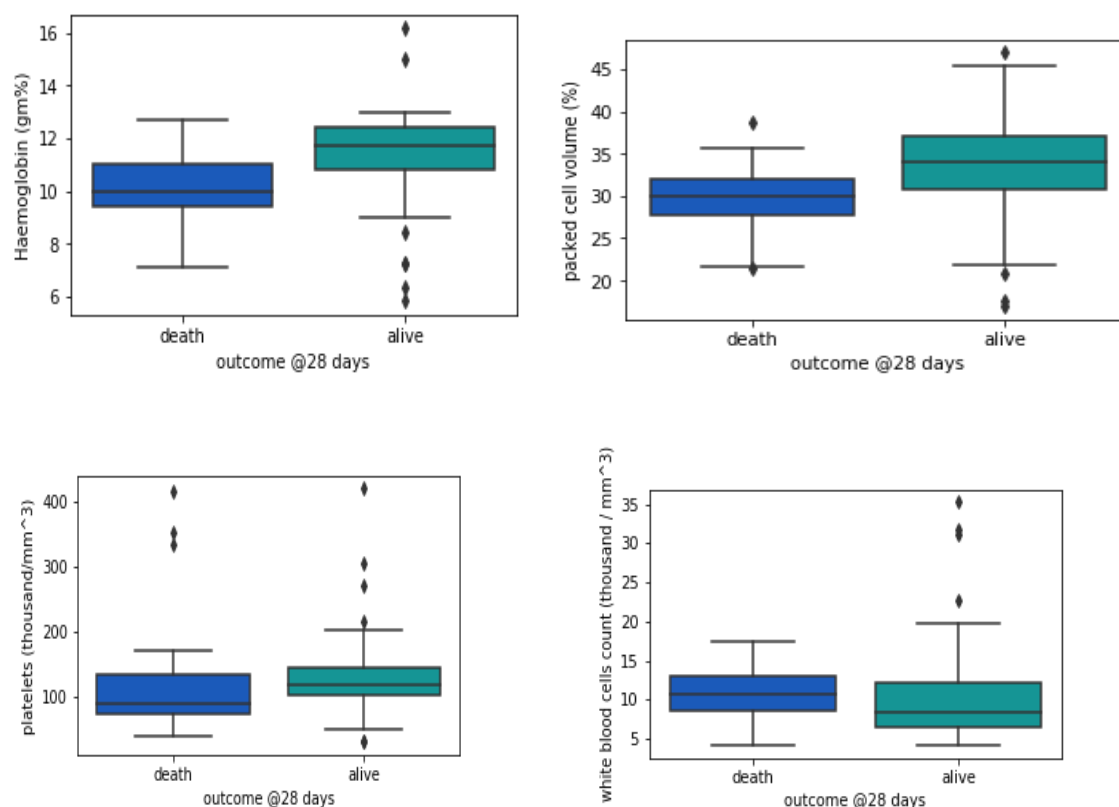 Haemoglobin (gm%)
16
14
12
10
8
6
death alive
outcome @28 days
packed cell volume (%)
45
40
35
30
25
20
death alive
outcome @28 days
platelets (thousand/mm^3)
400
300
200
100
death alive
outcome @28 days
white blood cells count (thousand / mm^3)
35
30
25
20
15
10
5
death alive
outcome @28 days